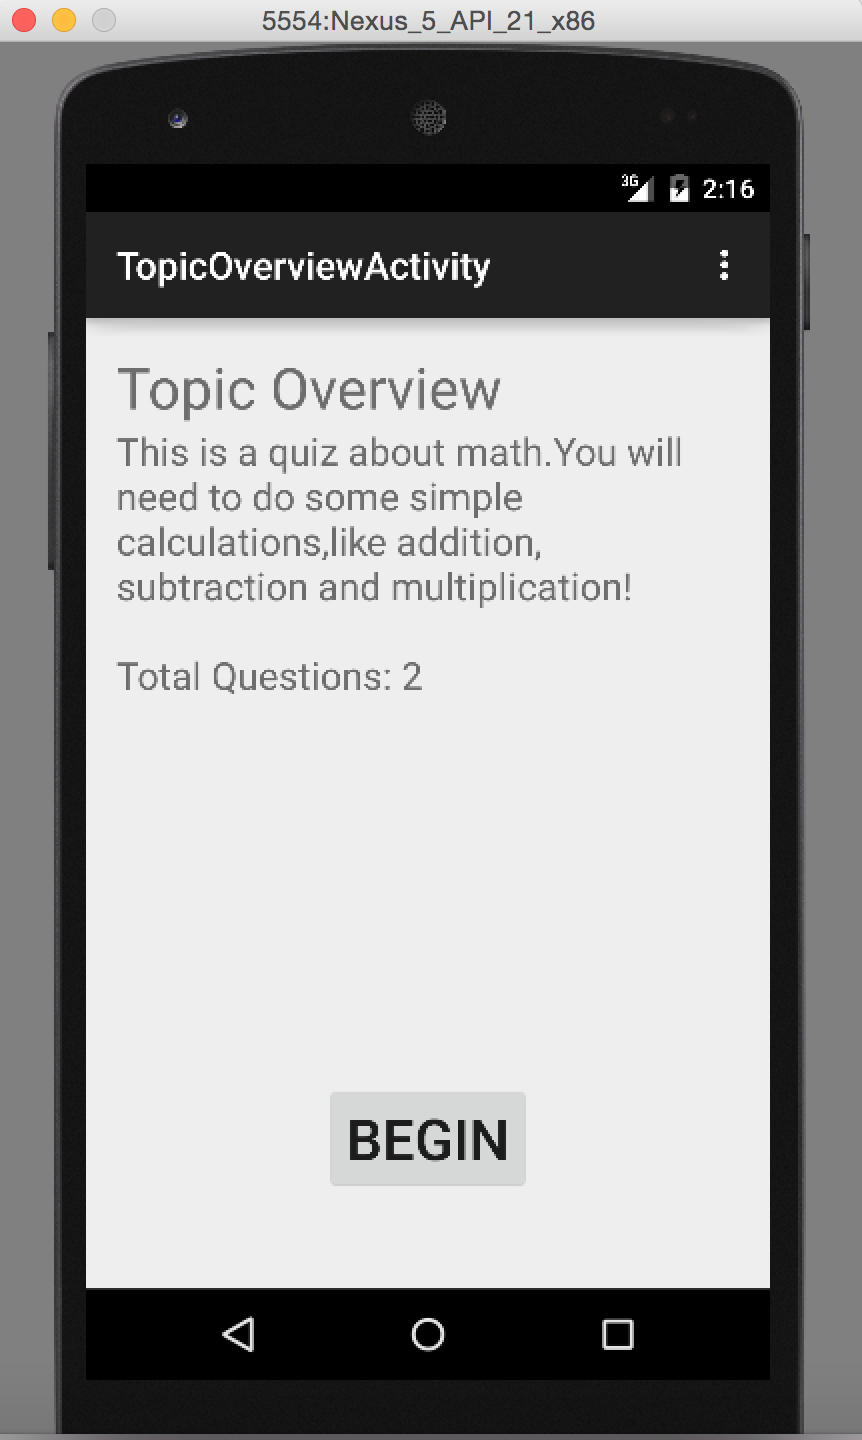 5554:Nexus_5_API_21_x86
3G 2:16
TopicOverviewActivity
Topic Overview
This is a quiz about math.You will
need to do some simple
calculations,like addition,
subtraction and multiplication!
Total Questions: 2
BEGIN